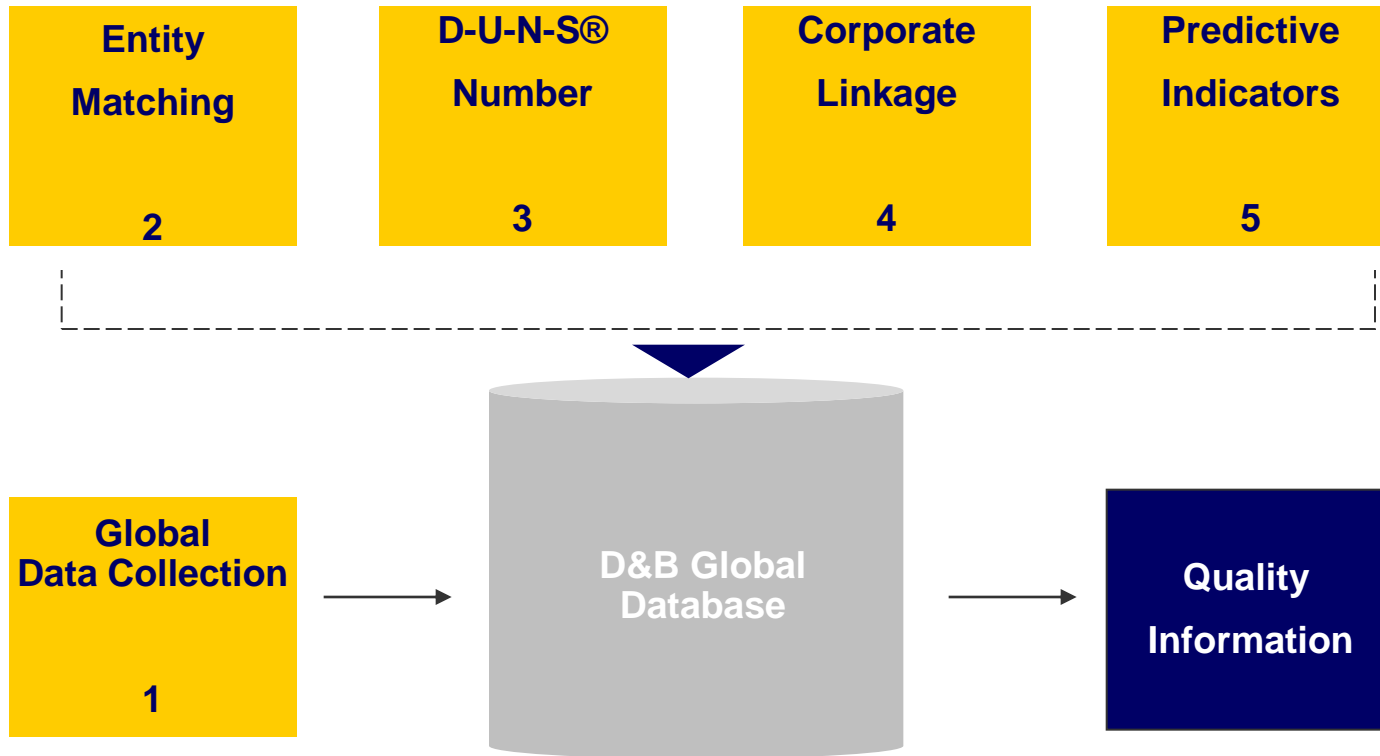 Entity
Matching
2
D-U-N-S®
Number
3
Corporate
Linkage
4
Predictive
Indicators
5
Global
Data Collection
1
D&B Global
Database
Quality
Information